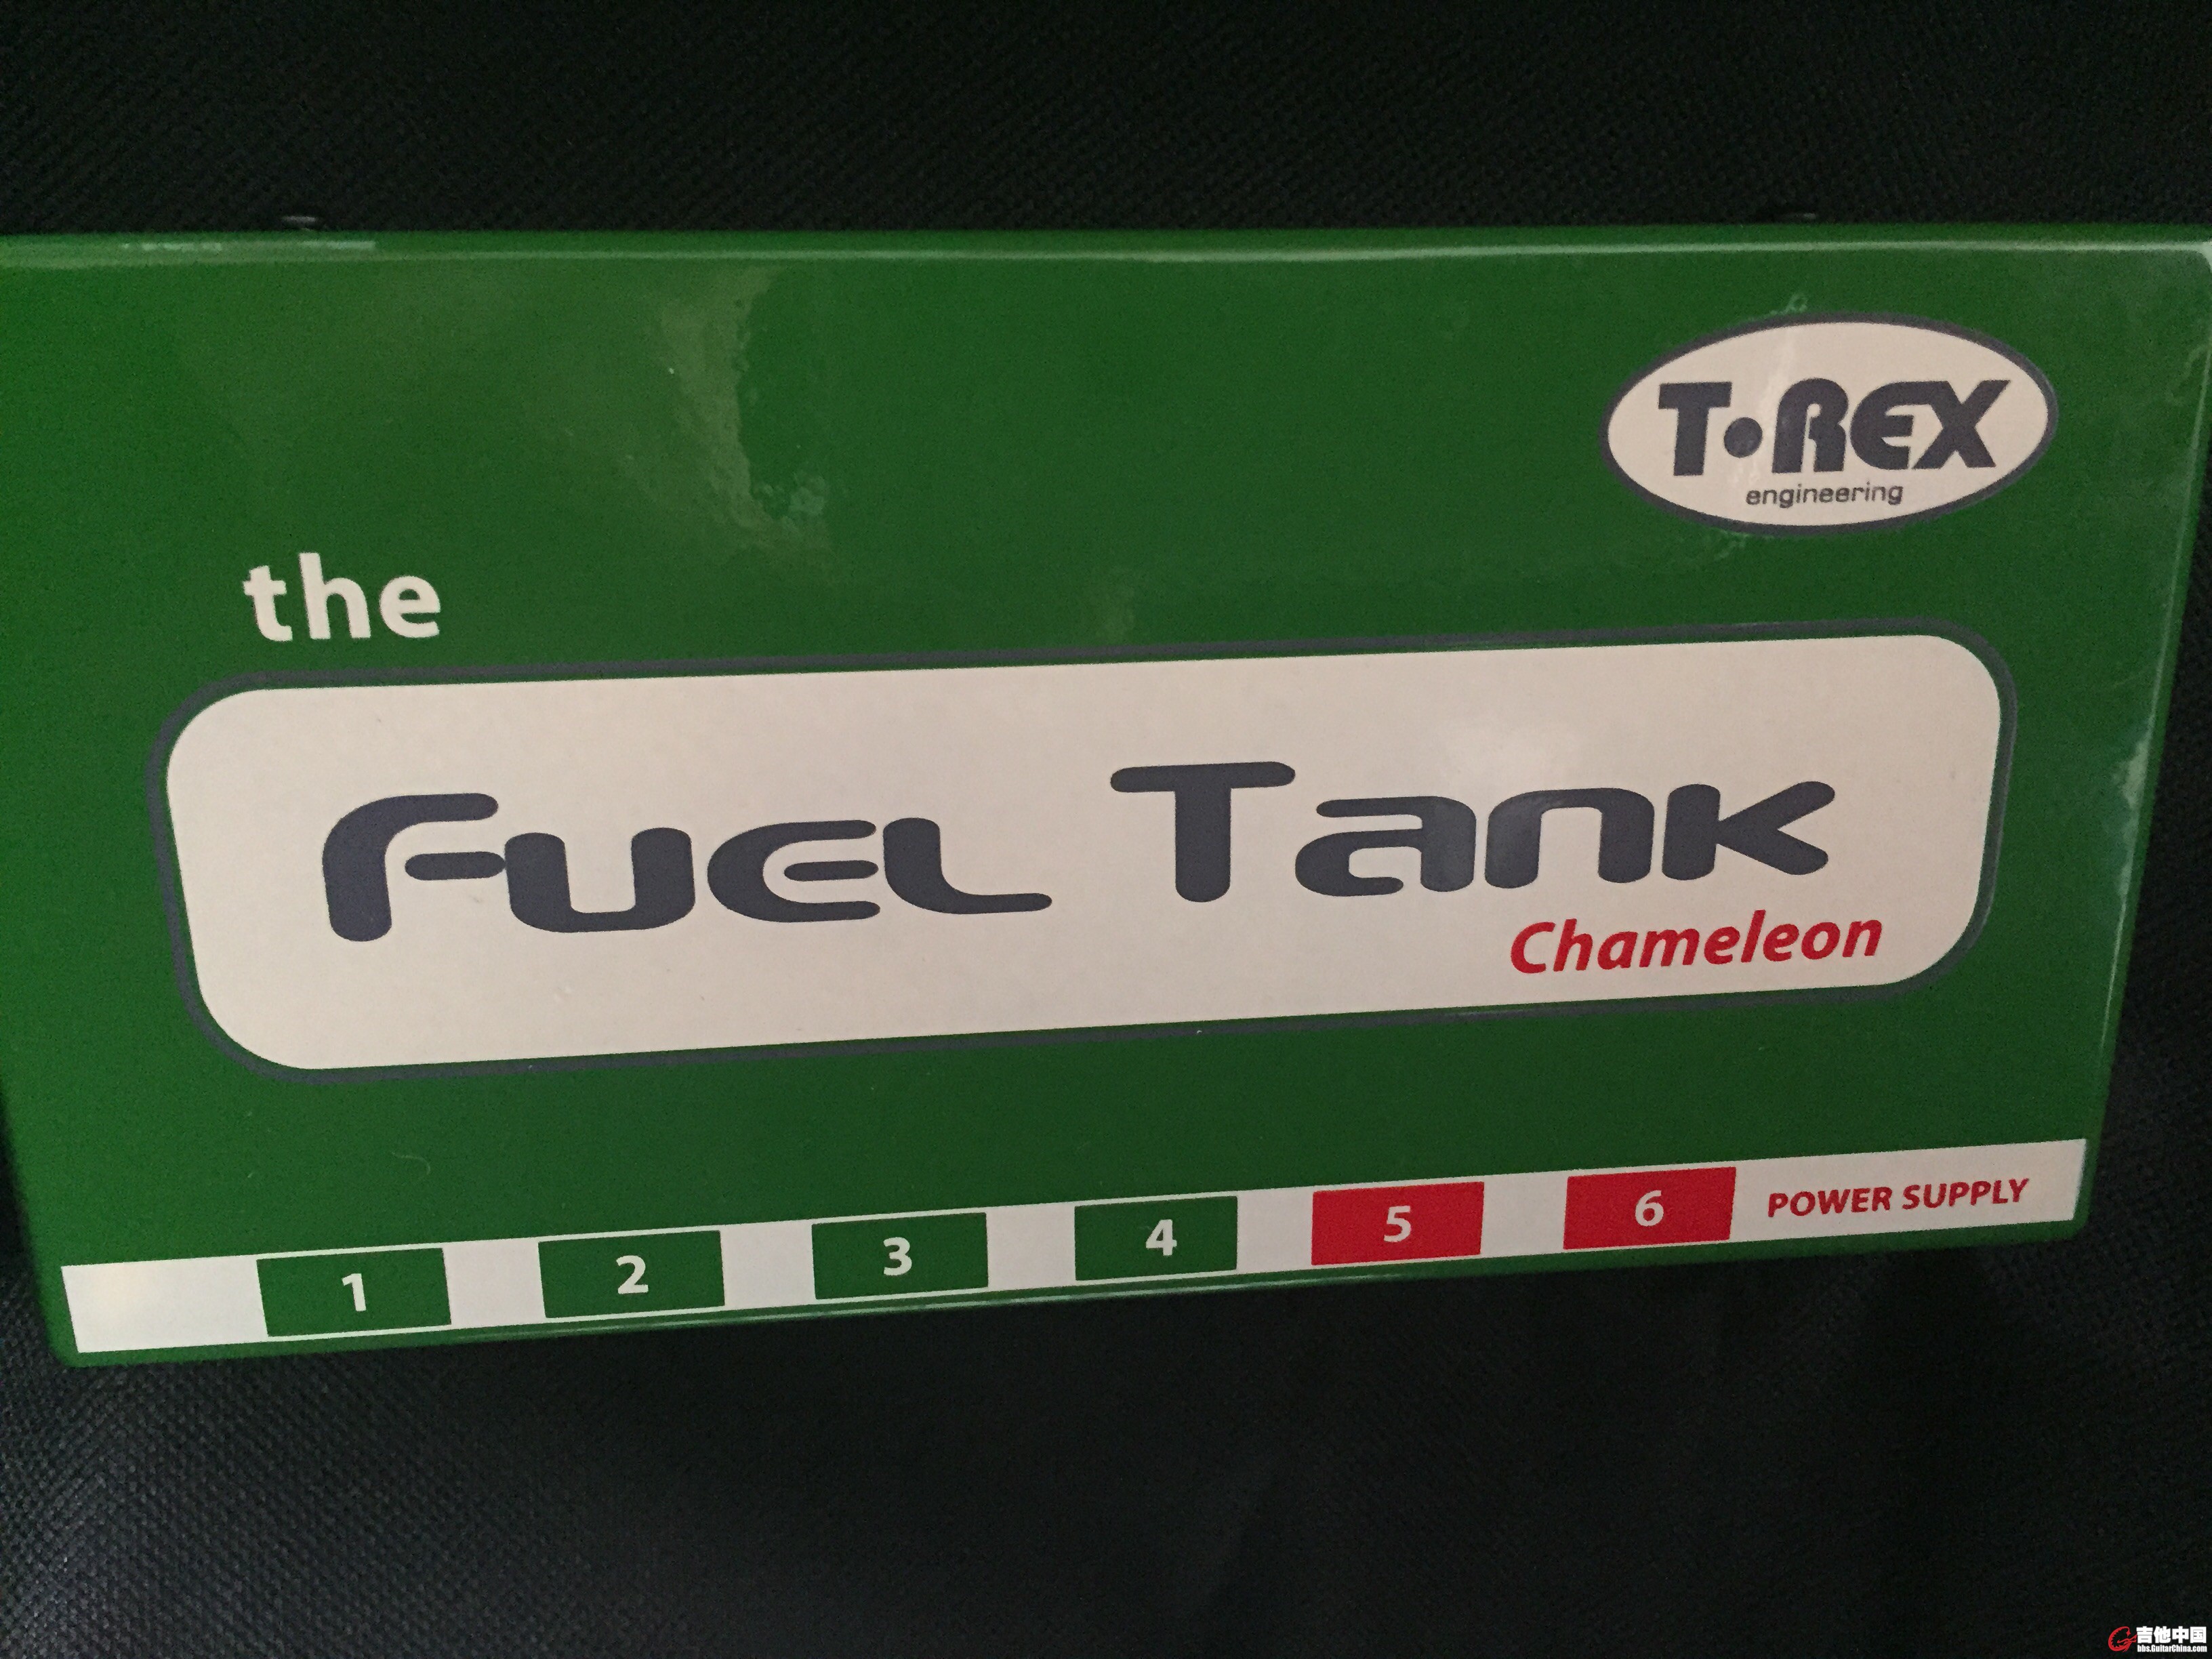 T•REX
engineering
the
Fuel Tank
Chameleon
1 2 3 4 5 6 POWER SUPPLY
吉他中国
bbs.GuitarChina.com